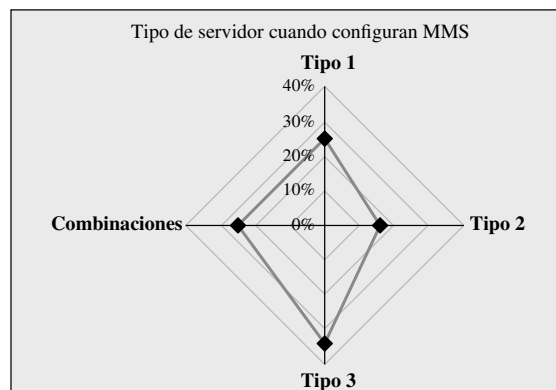 Tipo de servidor cuando configuran MMS
Tipo 1
40%
30%
20%
10%
0%
Combinaciones
Tipo 2
Tipo 3